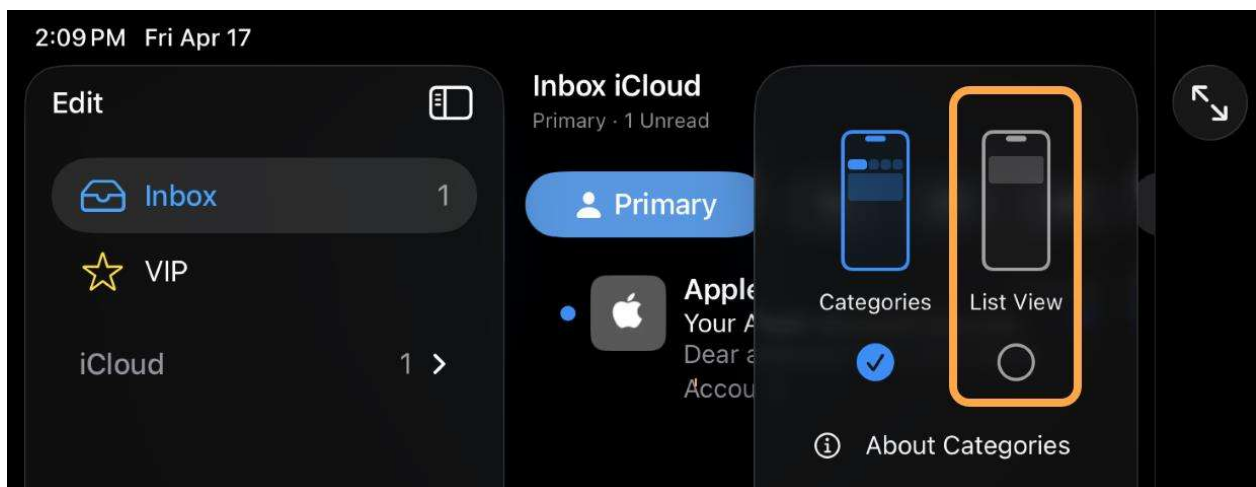 2:09 PM Fri Apr 17
Edit
Inbox 1
VIP
iCloud 1
Inbox iCloud
Primary · 1 Unread
Primary
Apple
Your A
Dear a
Accou
Categories
List View
About Categories